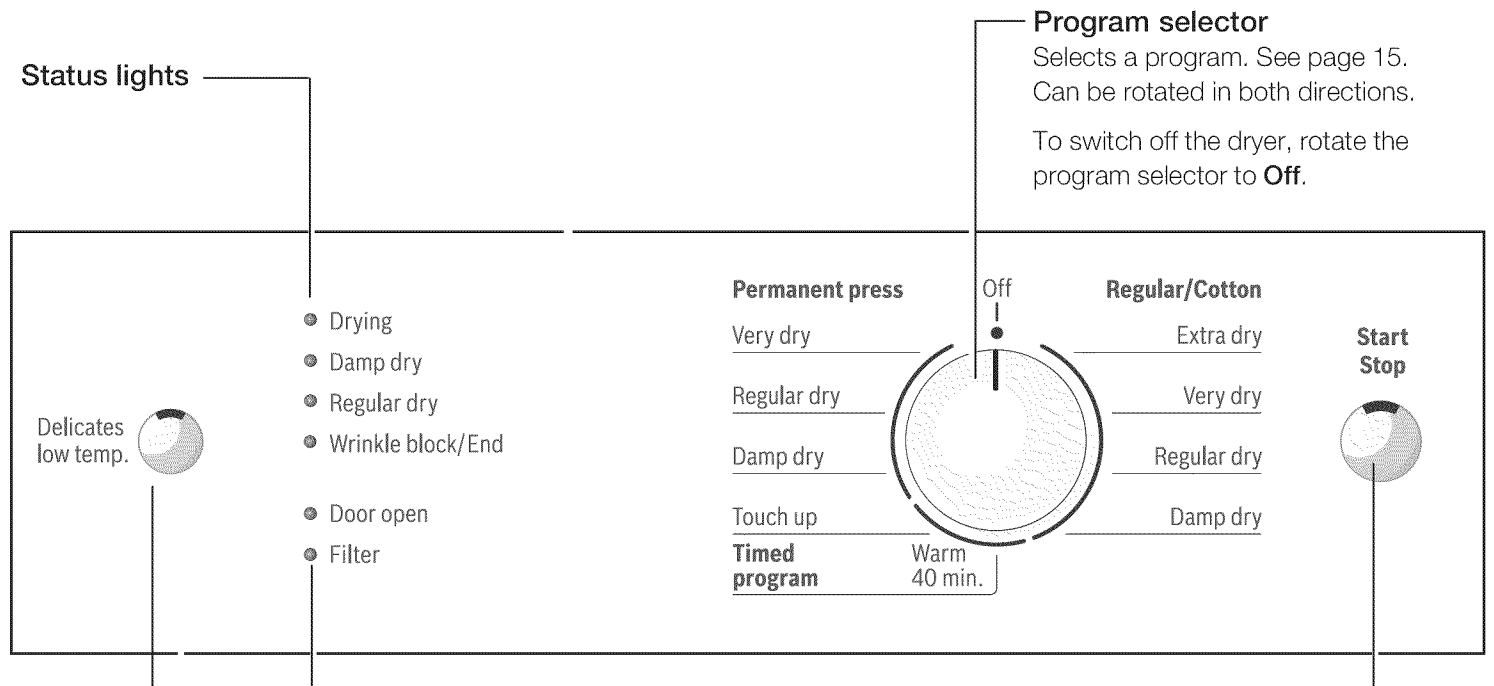 Program selector
Selects a program. See page 15.
Can be rotated in both directions.
To switch off the dryer, rotate the
program selector to Off.
Status lights
Delicates
low temp.
Drying
Damp dry
Regular dry
Wrinkle block/End
Door open
Filter
Permanent press
Very dry
Regular dry
Damp dry
Touch up
Timed
program
Warm
40 min.
Off
Regular/Cotton
Extra dry
Very dry
Regular dry
Damp dry
Start
Stop